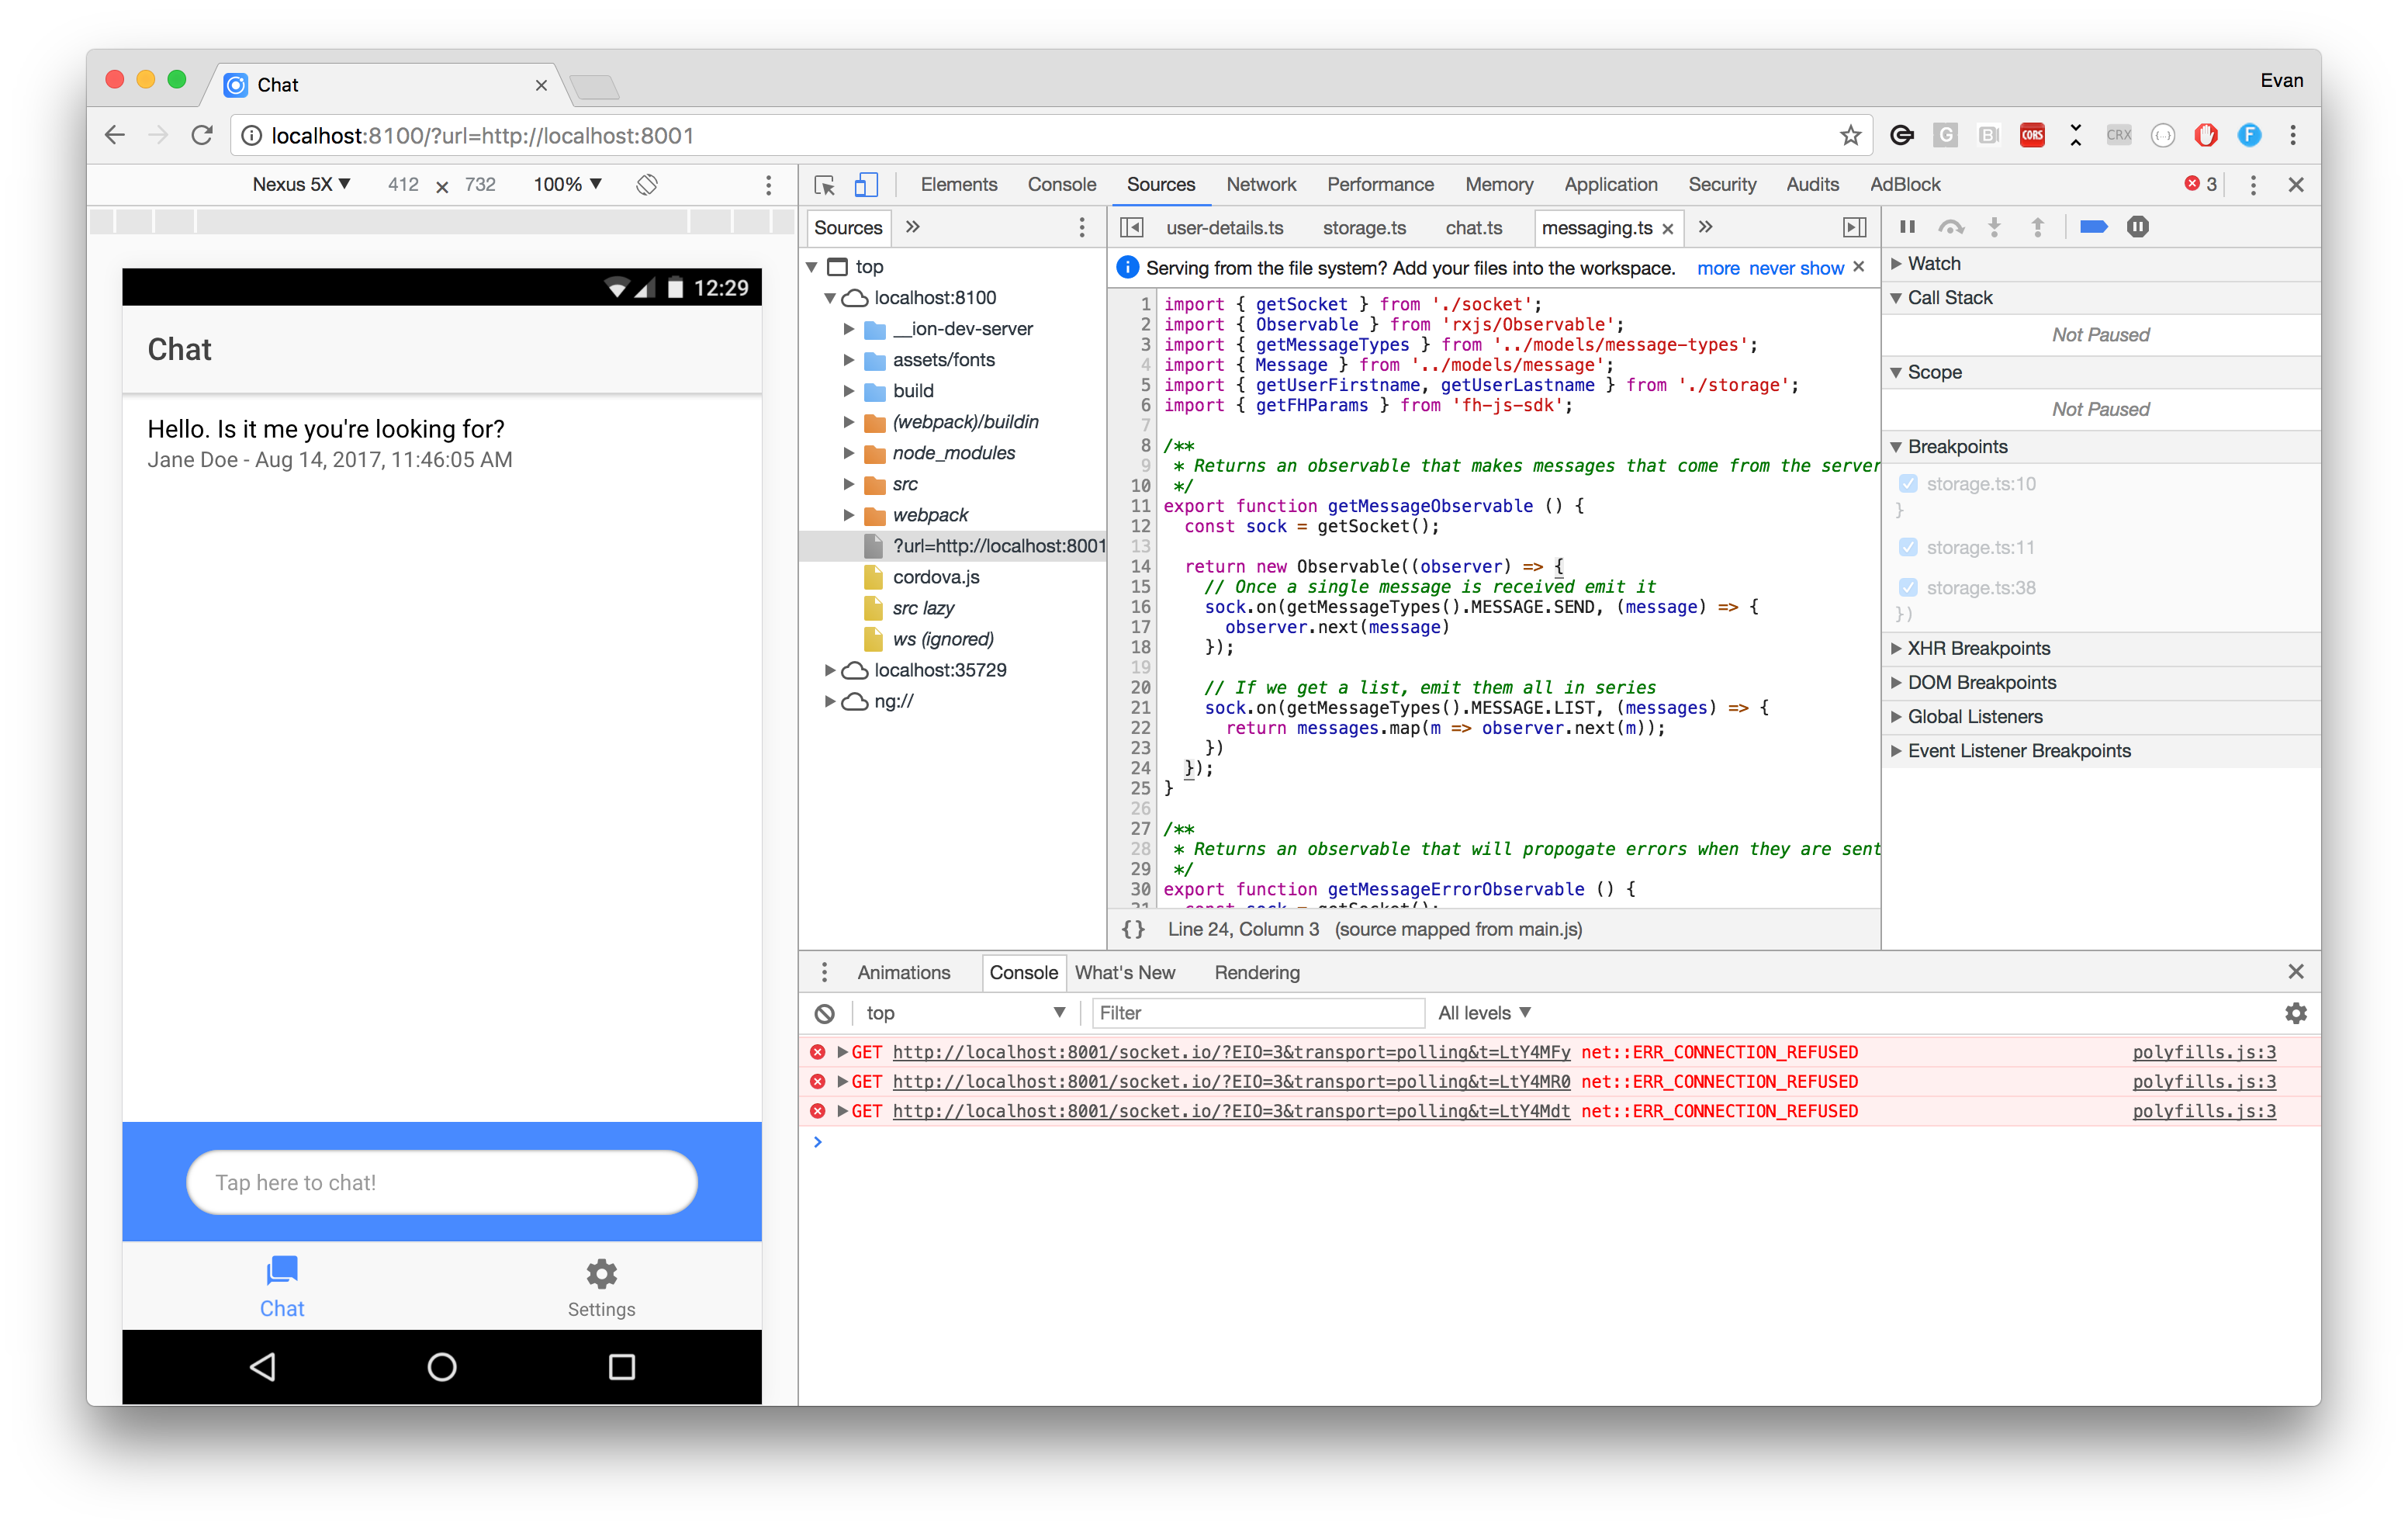 Chat
Evan
localhost:8100/?url=http://localhost:8001
G
B
CORS
CRX
{...}
F
Nexus 5X ▼ 412 × 732 100% ▼
12:29
Chat
Hello. Is it me you're looking for?
Jane Doe - Aug 14, 2017, 11:46:05 AM
Tap here to chat!
Chat
Settings
Elements Console Sources Network Performance Memory Application Security Audits AdBlock 3
Sources »
top
localhost:8100
__ion-dev-server
assets/fonts
build
(webpack)/buildin
node_modules
src
webpack
?url=http://localhost:8001
cordova.js
src lazy
ws (ignored)
localhost:35729
ng://
user-details.ts storage.ts chat.ts messaging.ts × »
Serving from the file system? Add your files into the workspace. more never show ×
1 import { getSocket } from './socket';
2 import { Observable } from 'rxjs/Observable';
3 import { getMessageTypes } from '../models/message-types';
4 import { Message } from '../models/message';
5 import { getUserFirstname, getUserLastname } from './storage';
6 import { getFHParams } from 'fh-js-sdk';
7
8 /**
9 * Returns an observable that makes messages that come from the server
10 */
11 export function getMessageObservable () {
12 const sock = getSocket();
13
14 return new Observable((observer) => {
15 // Once a single message is received emit it
16 sock.on(getMessageTypes().MESSAGE.SEND, (message) => {
17 observer.next(message)
18 });
19
20 // If we get a list, emit them all in series
21 sock.on(getMessageTypes().MESSAGE.LIST, (messages) => {
22 return messages.map(m => observer.next(m));
23 })
24 });
25 }
26
27 /**
28 * Returns an observable that will propogate errors when they are sent
29 */
30 export function getMessageErrorObservable () {
31 const sock = getSocket();
{} Line 24, Column 3 (source mapped from main.js)
Watch
Call Stack
Not Paused
Scope
Not Paused
Breakpoints
storage.ts:10
}
storage.ts:11
storage.ts:38
})
XHR Breakpoints
DOM Breakpoints
Global Listeners
Event Listener Breakpoints
Animations Console What's New Rendering
top ▼ Filter All levels ▼
GET http://localhost:8001/socket.io/?EIO=3&transport=polling&t=LtY4MFy net::ERR_CONNECTION_REFUSED polyfills.js:3
GET http://localhost:8001/socket.io/?EIO=3&transport=polling&t=LtY4MR0 net::ERR_CONNECTION_REFUSED polyfills.js:3
GET http://localhost:8001/socket.io/?EIO=3&transport=polling&t=LtY4Mdt net::ERR_CONNECTION_REFUSED polyfills.js:3
>